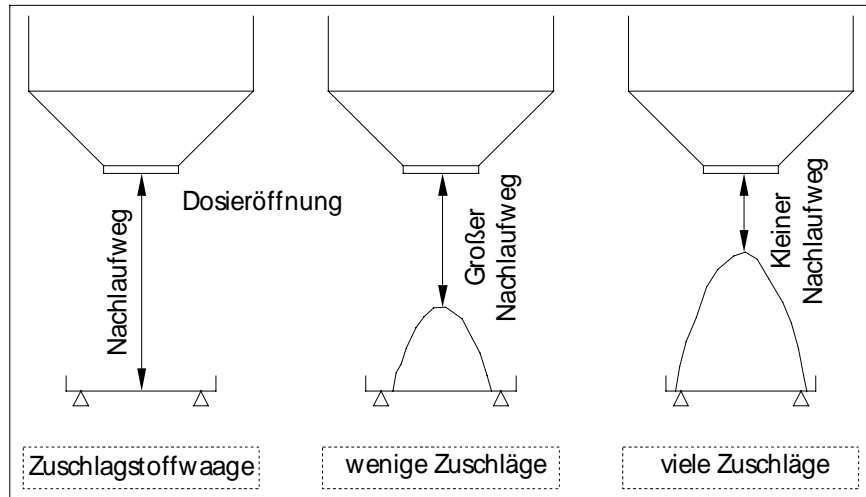 Nachlaufweg
Dosieröffnung
Großer
Nachlaufweg
Kleiner
Nachlaufweg
Zuschlagstoffwaage
wenige Zuschläge
viele Zuschläge